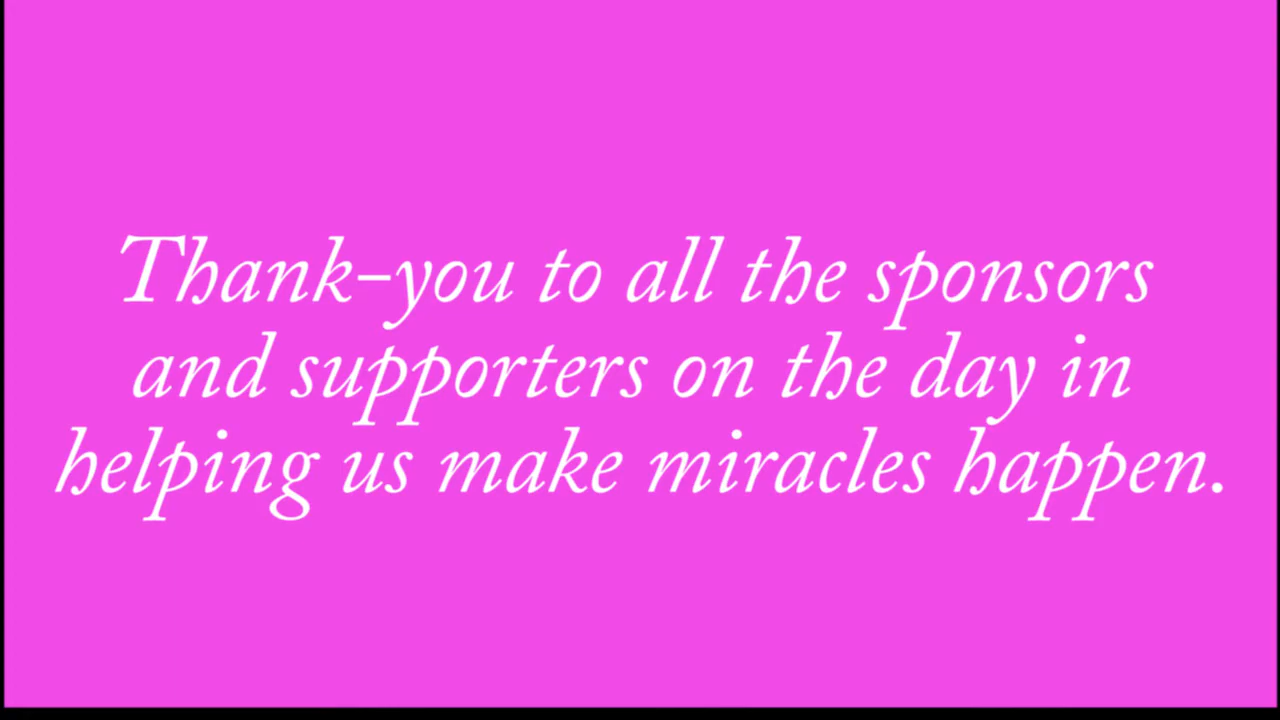 Thank-you to all the sponsors
and supporters on the day in
helping us make miracles happen.